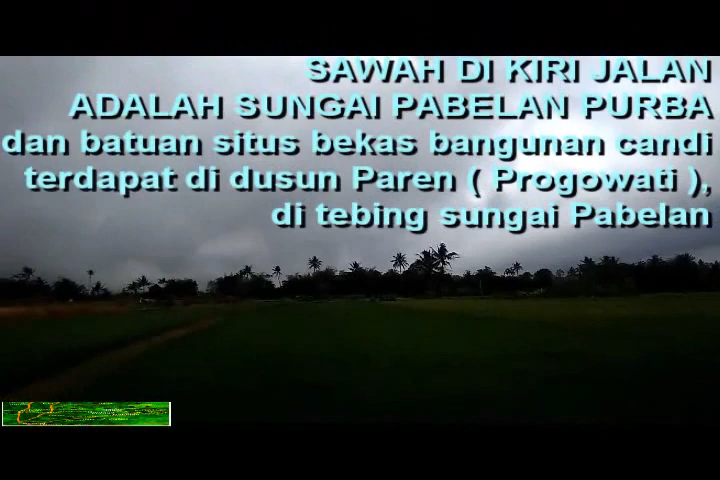 SAWAH DI KIRI JALAN
ADALAH SUNGAI PABELAN PURBA
dan batuan situs bekas bangunan candi
terdapat di dusun Paren ( Progowati ),
di tebing sungai Pabelan